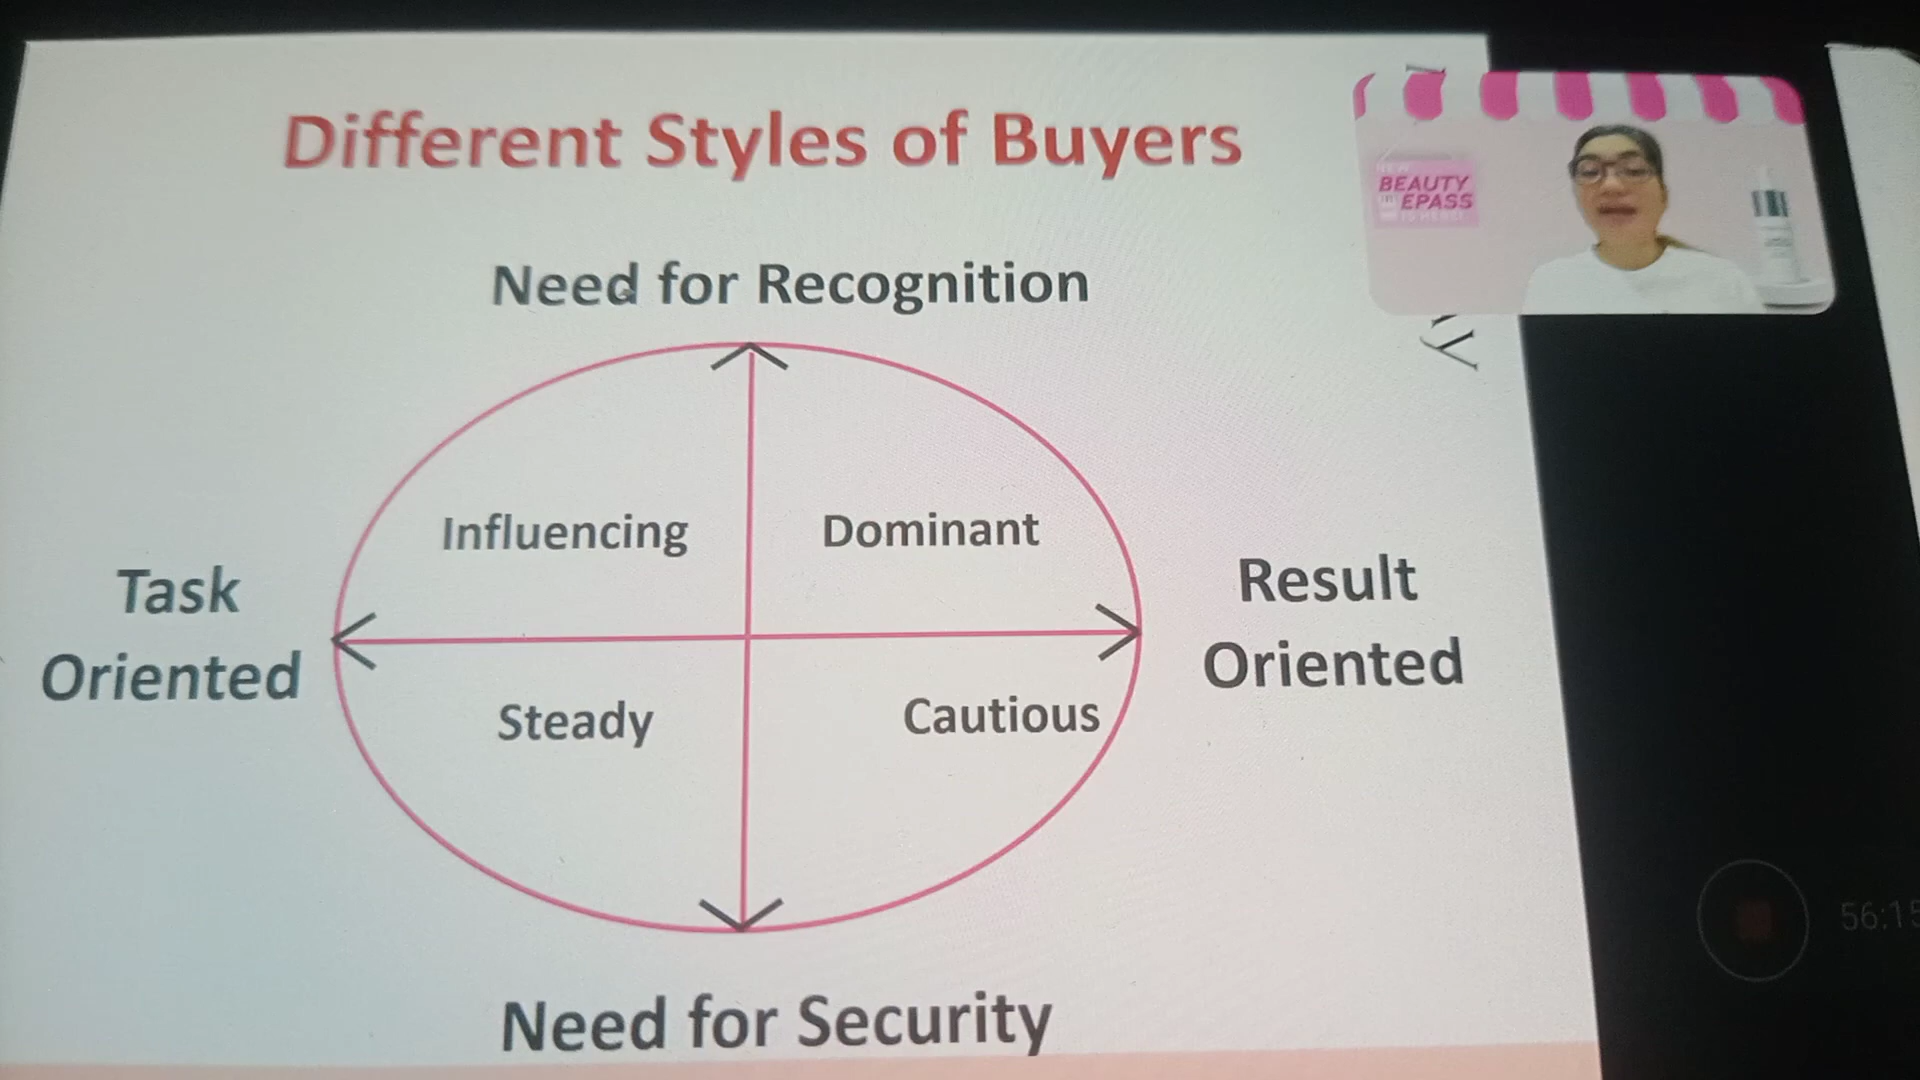 Different Styles of Buyers
BEAUTY
EPASS
Need for Recognition
Influencing
Dominant
Task
Oriented
Result
Oriented
Steady
Cautious
Need for Security